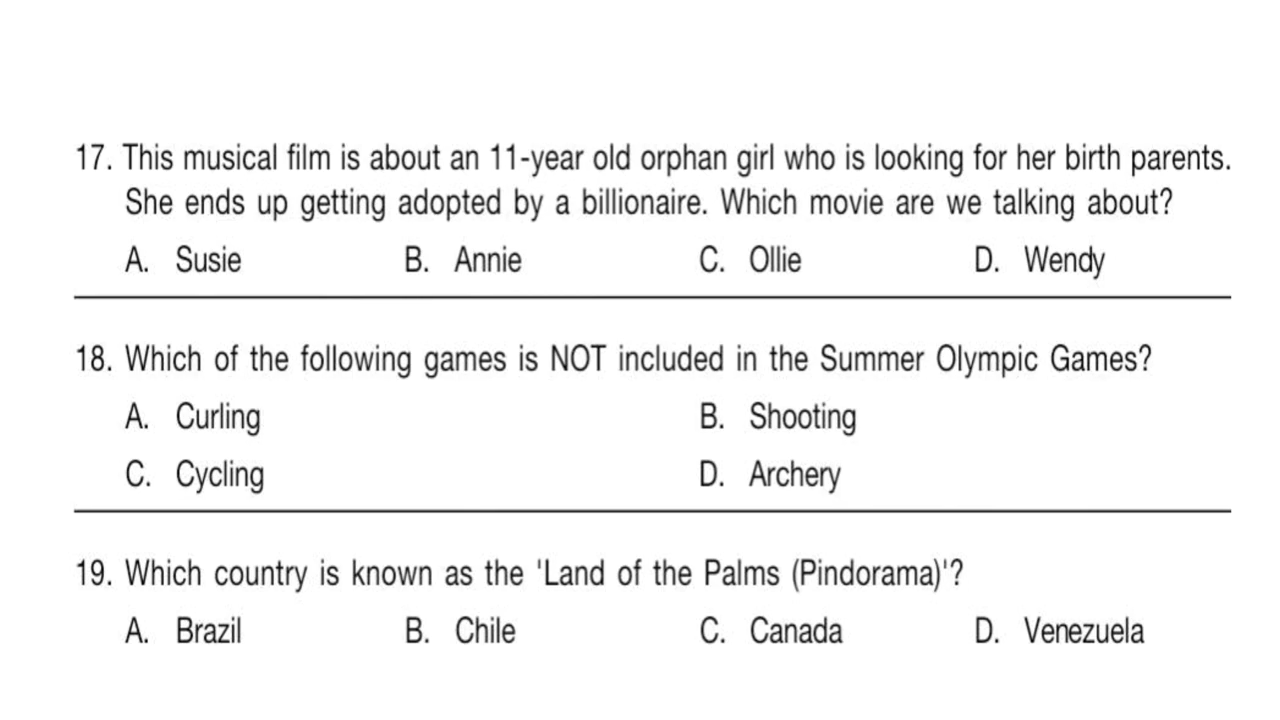 17. This musical film is about an 11-year old orphan girl who is looking for her birth parents.
She ends up getting adopted by a billionaire. Which movie are we talking about?
A. Susie B. Annie C. Ollie D. Wendy
18. Which of the following games is NOT included in the Summer Olympic Games?
A. Curling B. Shooting
C. Cycling D. Archery
19. Which country is known as the 'Land of the Palms (Pindorama)'?
A. Brazil B. Chile C. Canada D. Venezuela